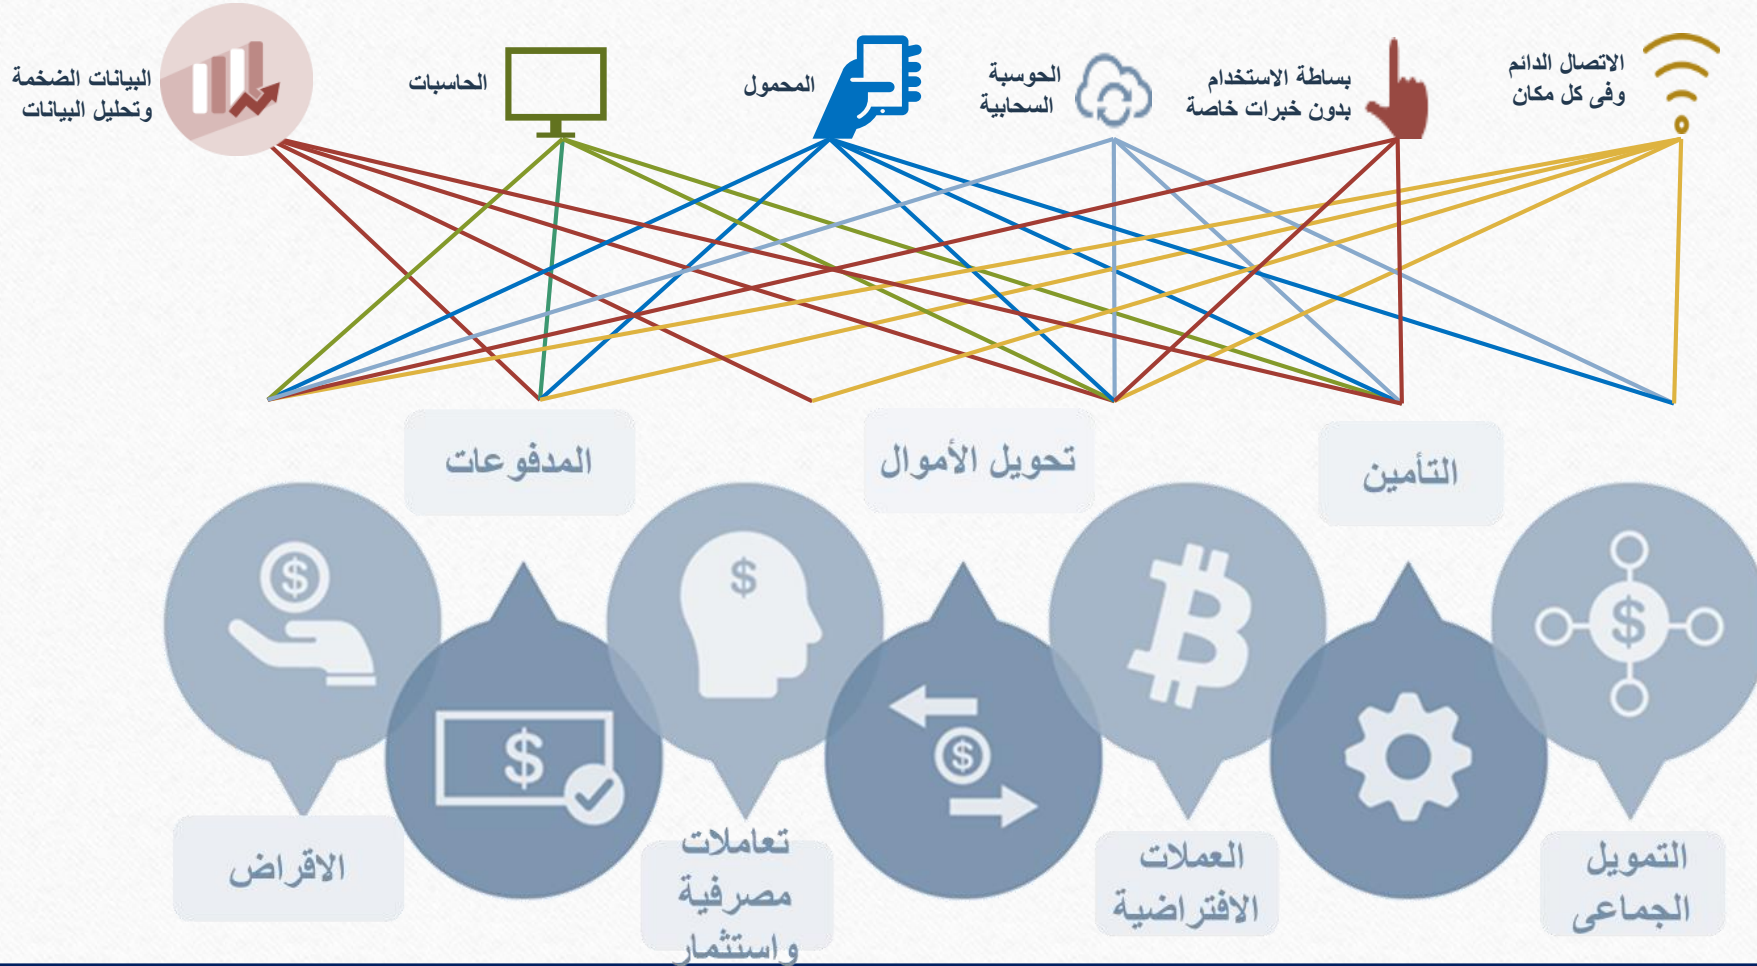 الاتصال الدائم
وفى كل مكان
بساطة الاستخدام
بدون خبرات خاصة
الحوسبة
السحابية
المحمول
الحاسبات
البيانات الضخمة
وتحليل البيانات
التأمين
تحويل الأموال
المدفوعات
$
$
$
$
$
التمويل
الجماعى
العملات
الافتراضية
تعاملات
مصرفية
واستثمار
الاقراض